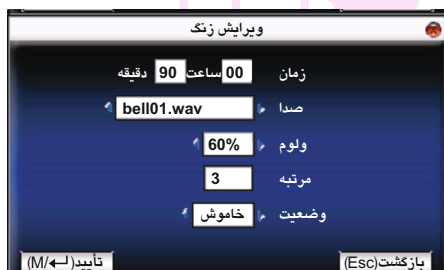 ویرایش زنگ
زمان 00 ساعت 90 دقیقه
صدا bell01.wav
ولوم 60%
مرتبه 3
وضعیت خاموش
بازگشت(Esc)
تأیید(M/↵)